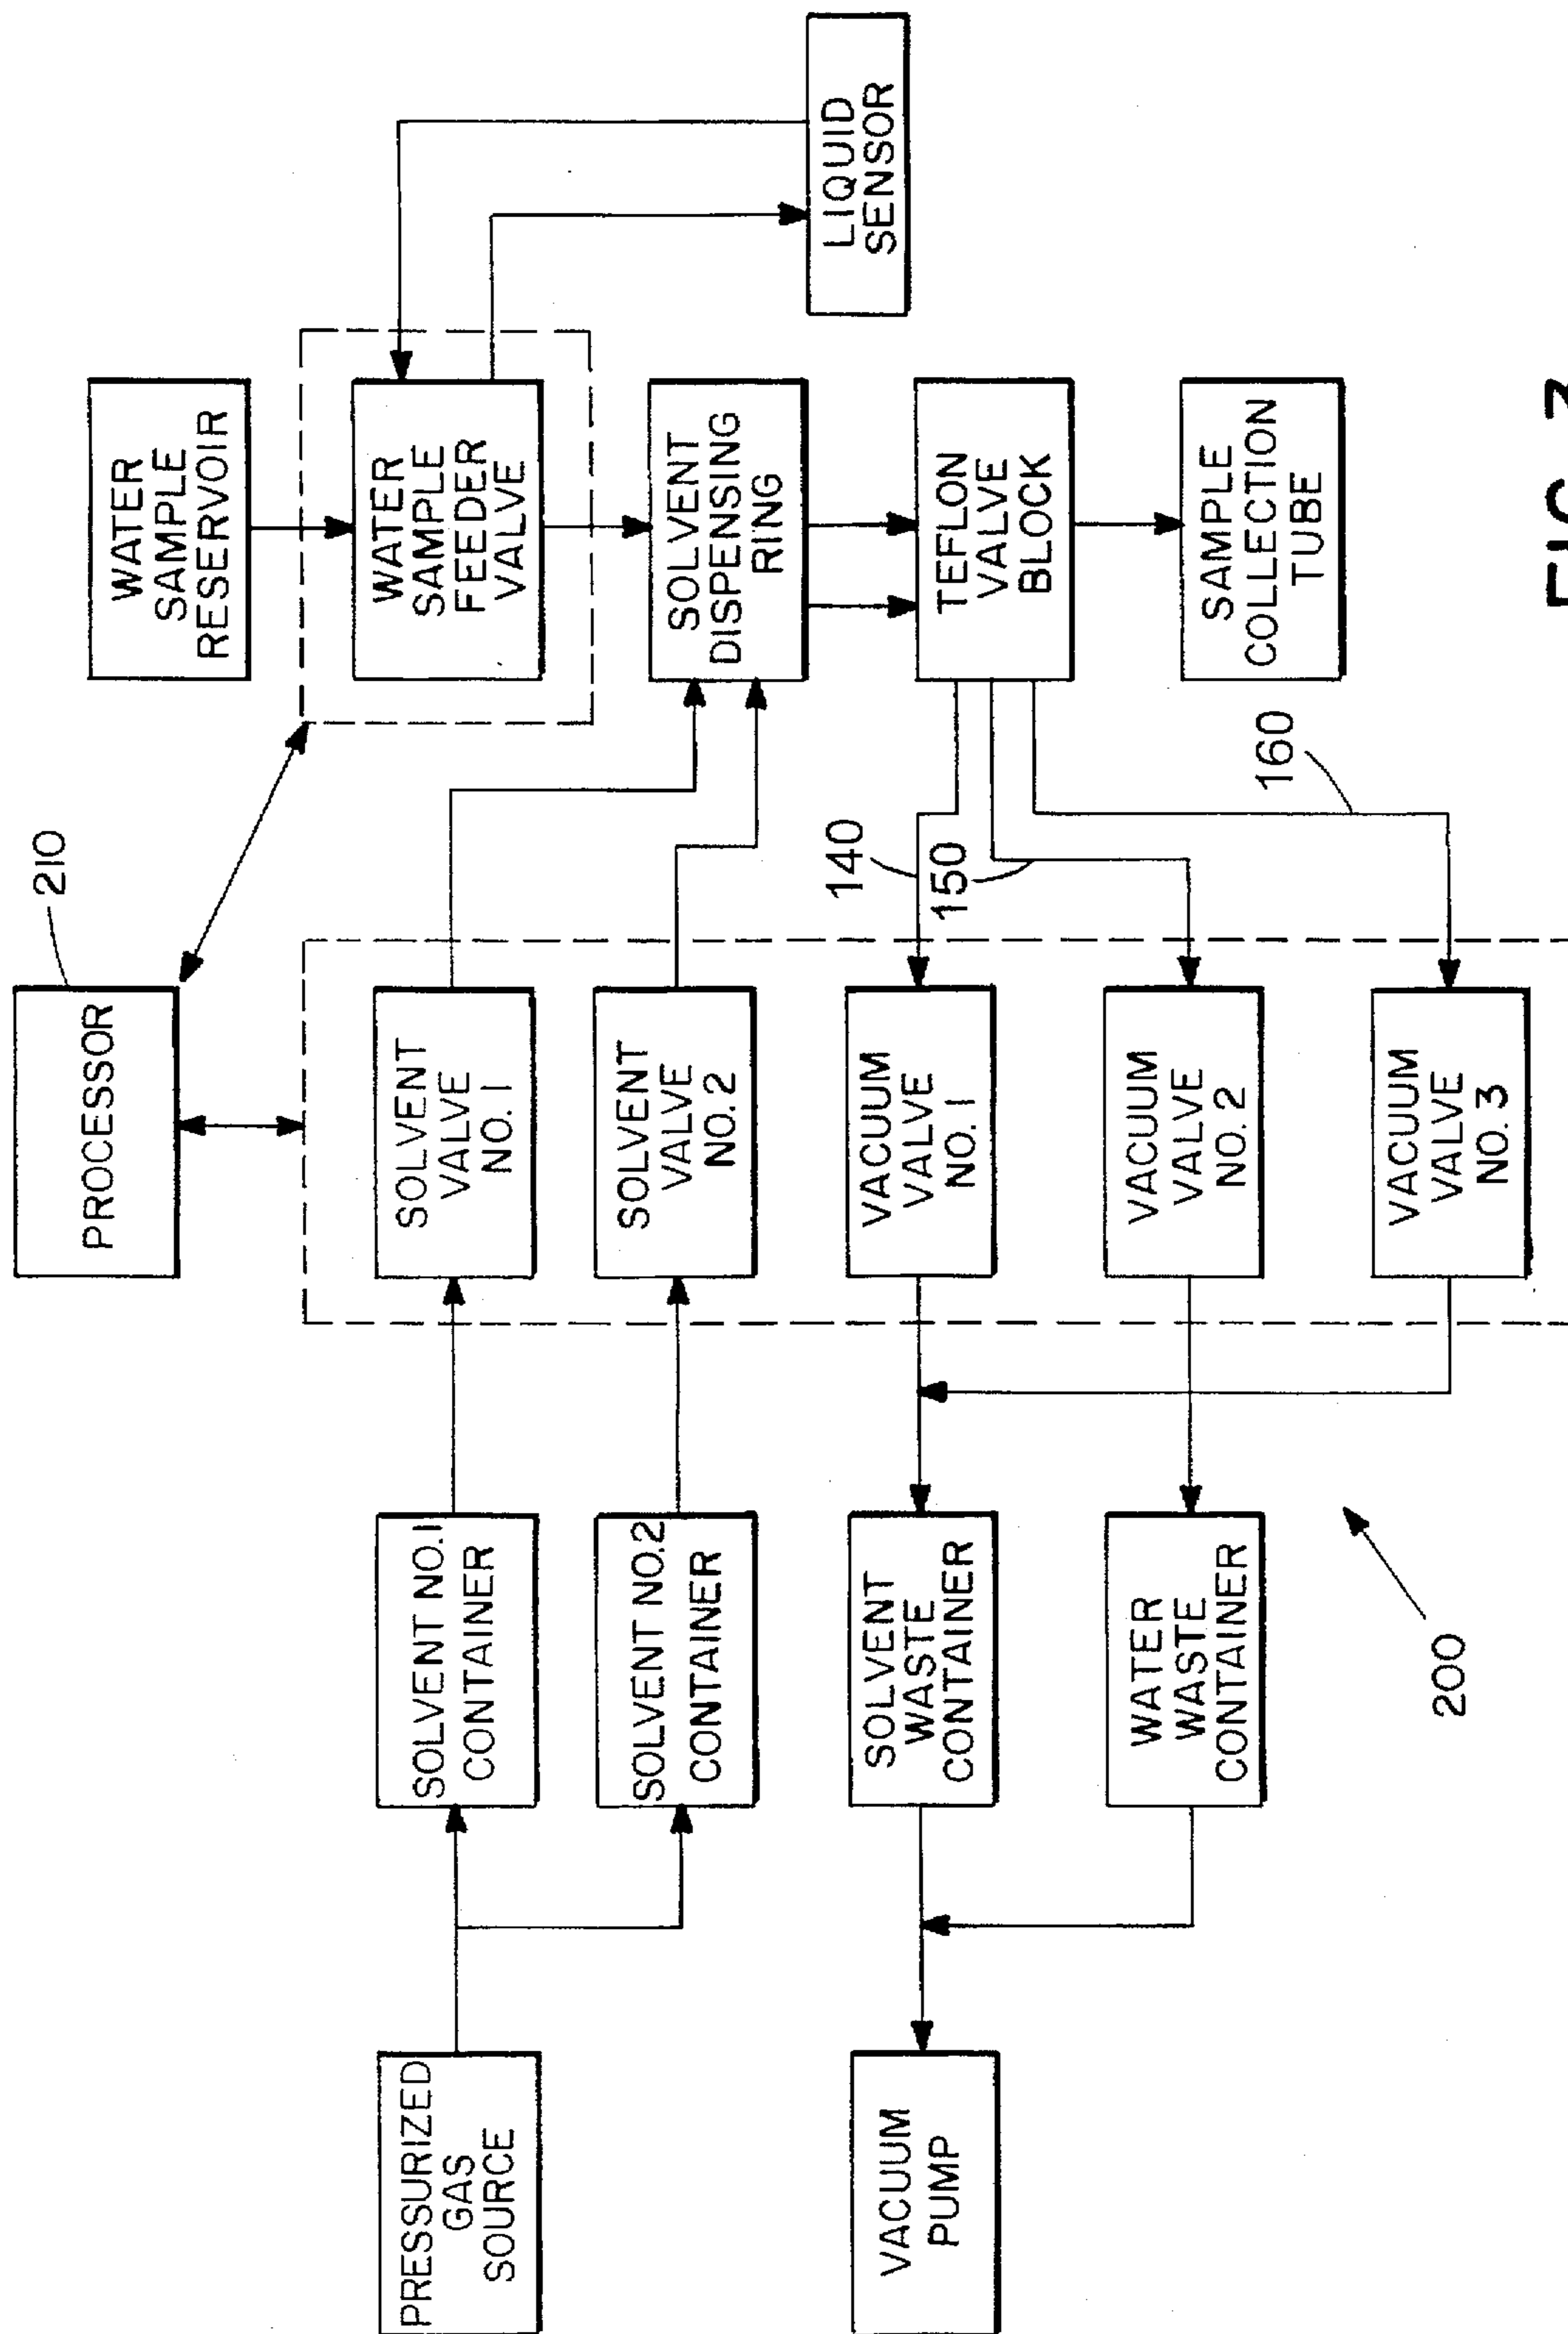 210
PROCESSOR
WATER
SAMPLE
RESERVOIR
PRESSURIZED
GAS
SOURCE
SOLVENT NO.1
CONTAINER
SOLVENT
VALVE
NO.1
WATER
SAMPLE
FEEDER
VALVE
SOLVENT NO.2
CONTAINER
SOLVENT
VALVE
NO.2
SOLVENT
DISPENSING
RING
LIQUID
SENSOR
VACUUM
PUMP
SOLVENT
WASTE
CONTAINER
VACUUM
VALVE
NO.1
140
150
TEFLON
VALVE
BLOCK
WATER
WASTE
CONTAINER
VACUUM
VALVE
NO.2
160
SAMPLE
COLLECTION
TUBE
200
VACUUM
VALVE
NO.3